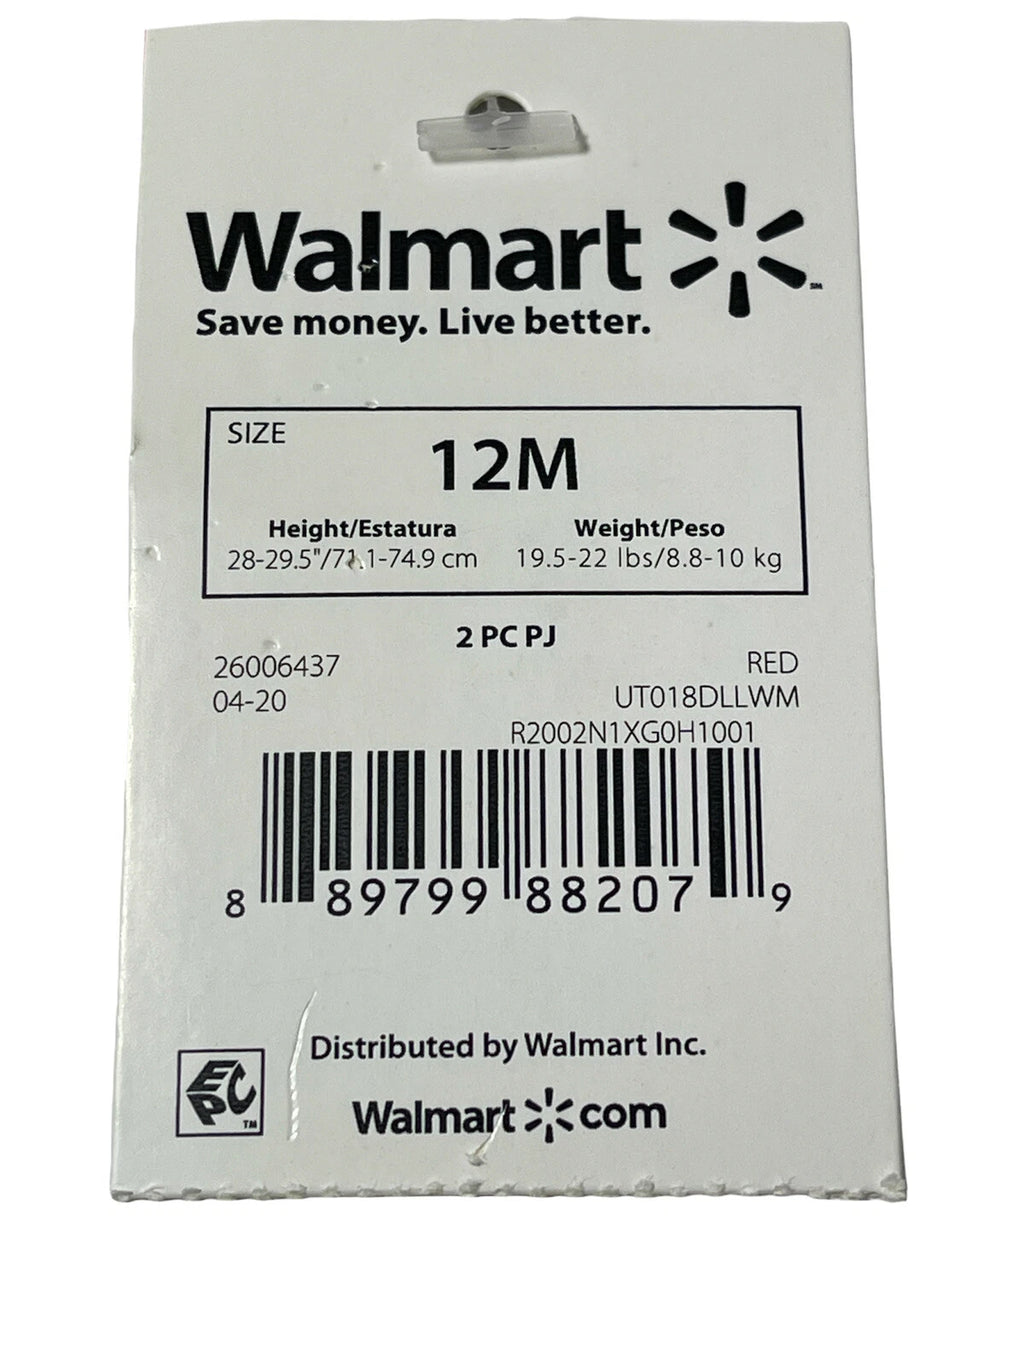 Walmart
SM
Save money. Live better.
SIZE
12M
Height/Estatura Weight/Peso
28-29.5"/71.1-74.9 cm 19.5-22 lbs/8.8-10 kg
2 PC PJ
26006437 RED
04-20 UT018DLLWM
R2002N1XG0H1001
8 89799 88207 9
Distributed by Walmart Inc.
EPC TM
Walmart com